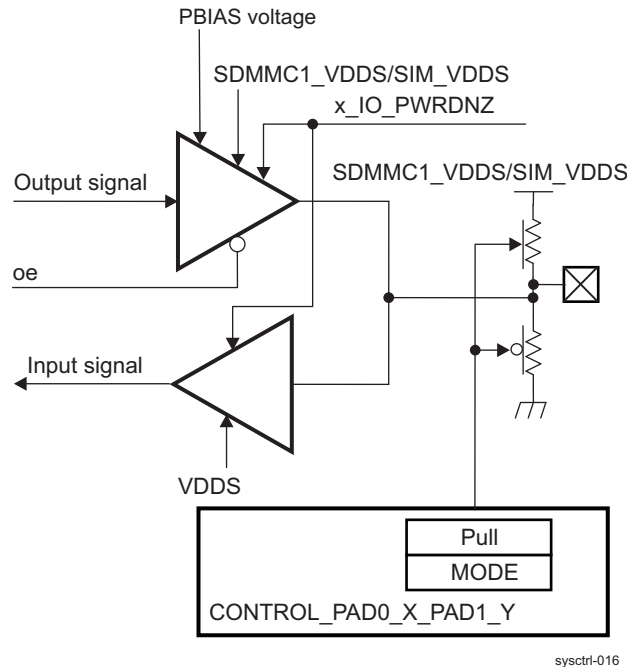 PBIAS voltage
SDMMC1_VDDS/SIM_VDDS
x_IO_PWRDNZ
SDMMC1_VDDS/SIM_VDDS
Output signal
oe
Input signal
VDDS
Pull
MODE
CONTROL_PAD0_X_PAD1_Y
sysctrl-016